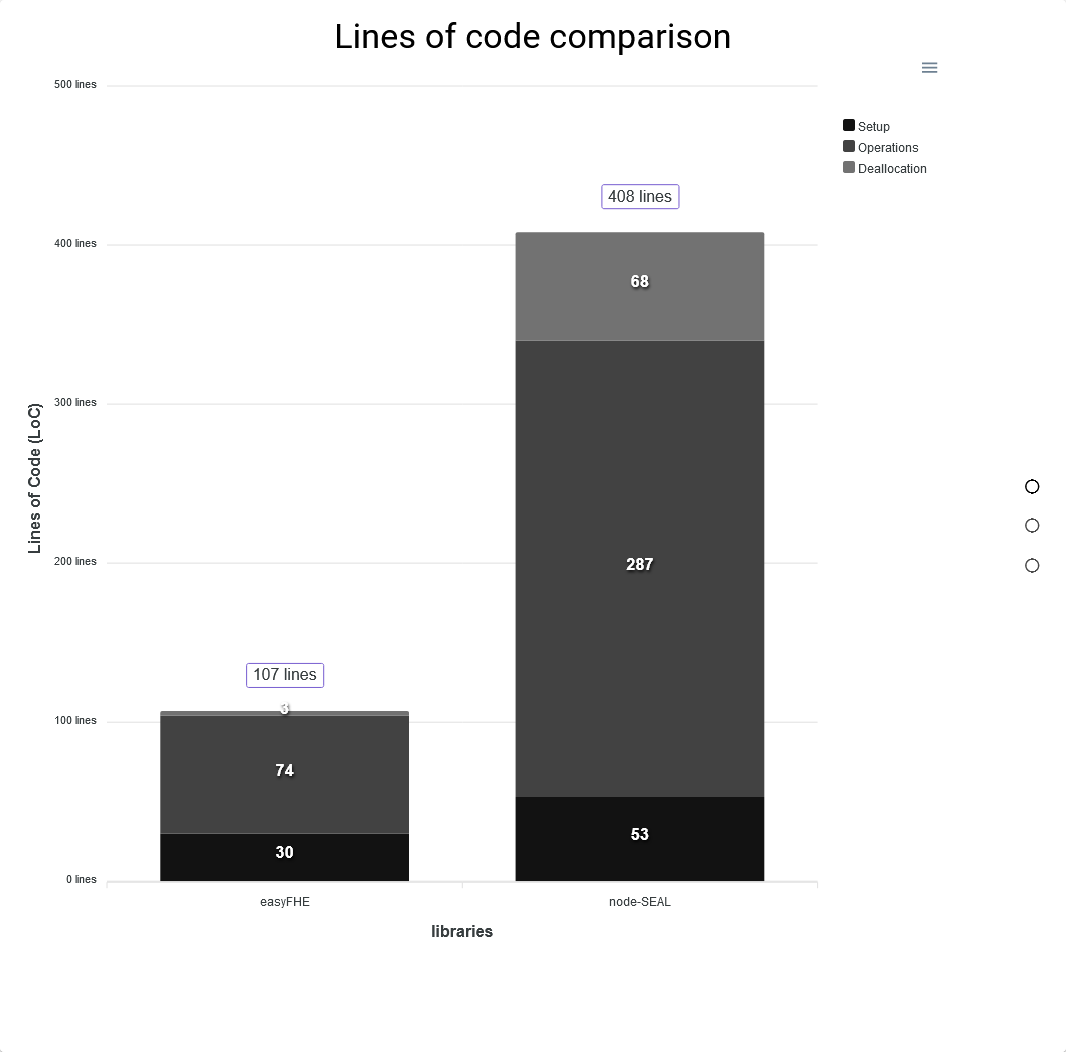 Lines of code comparison
500 lines
400 lines
300 lines
200 lines
100 lines
0 lines
Lines of Code (LoC)
Setup
Operations
Deallocation
107 lines
3
74
30
408 lines
68
287
53
easyFHE
node-SEAL
libraries